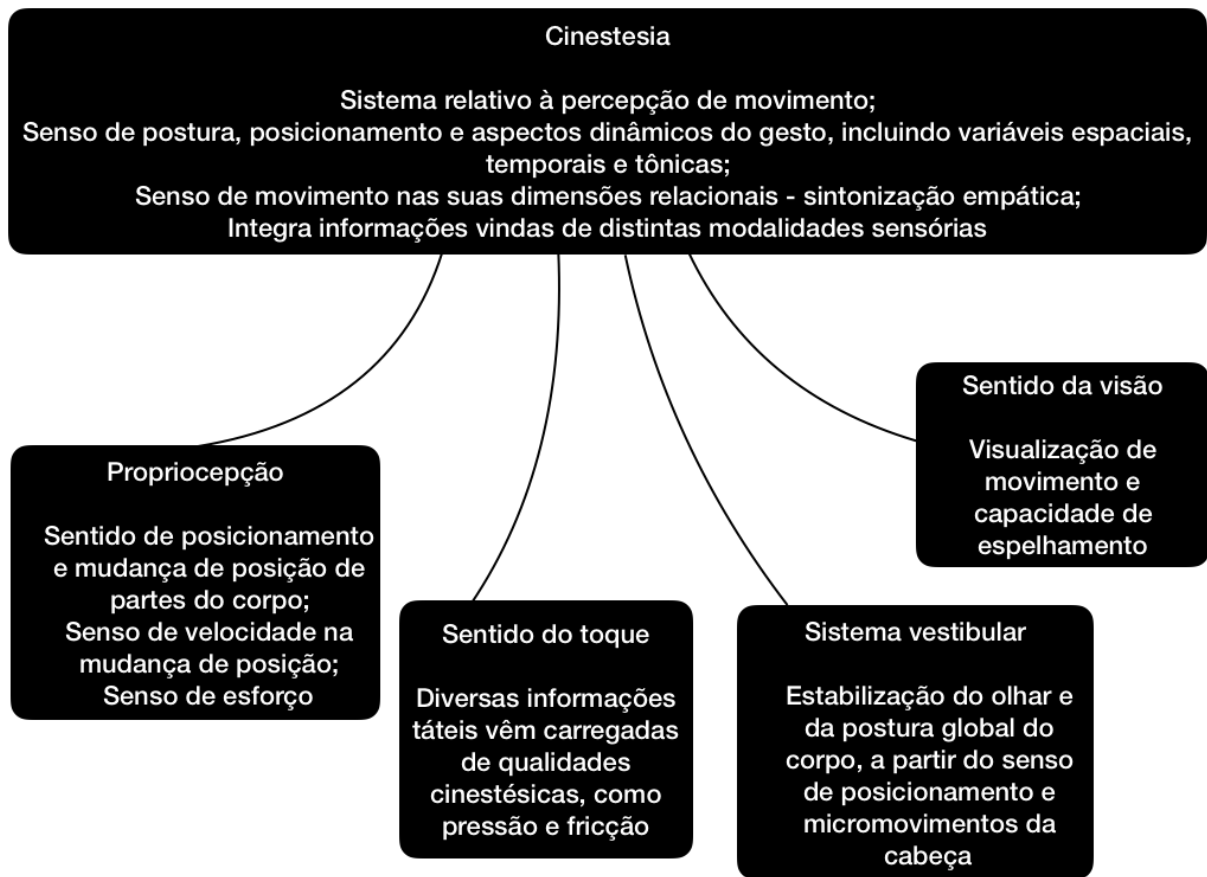 Cinestesia
Sistema relativo à percepção de movimento;
Senso de postura, posicionamento e aspectos dinâmicos do gesto, incluindo variáveis espaciais,
temporais e tônicas;
Senso de movimento nas suas dimensões relacionais - sintonização empática;
Integra informações vindas de distintas modalidades sensórias
Propriocepção
Sentido de posicionamento
e mudança de posição de
partes do corpo;
Senso de velocidade na
mudança de posição;
Senso de esforço
Sentido do toque
Diversas informações
táteis vêm carregadas
de qualidades
cinestésicas, como
pressão e fricção
Sistema vestibular
Estabilização do olhar e
da postura global do
corpo, a partir do senso
de posicionamento e
micromovimentos da
cabeça
Sentido da visão
Visualização de
movimento e
capacidade de
espelhamento